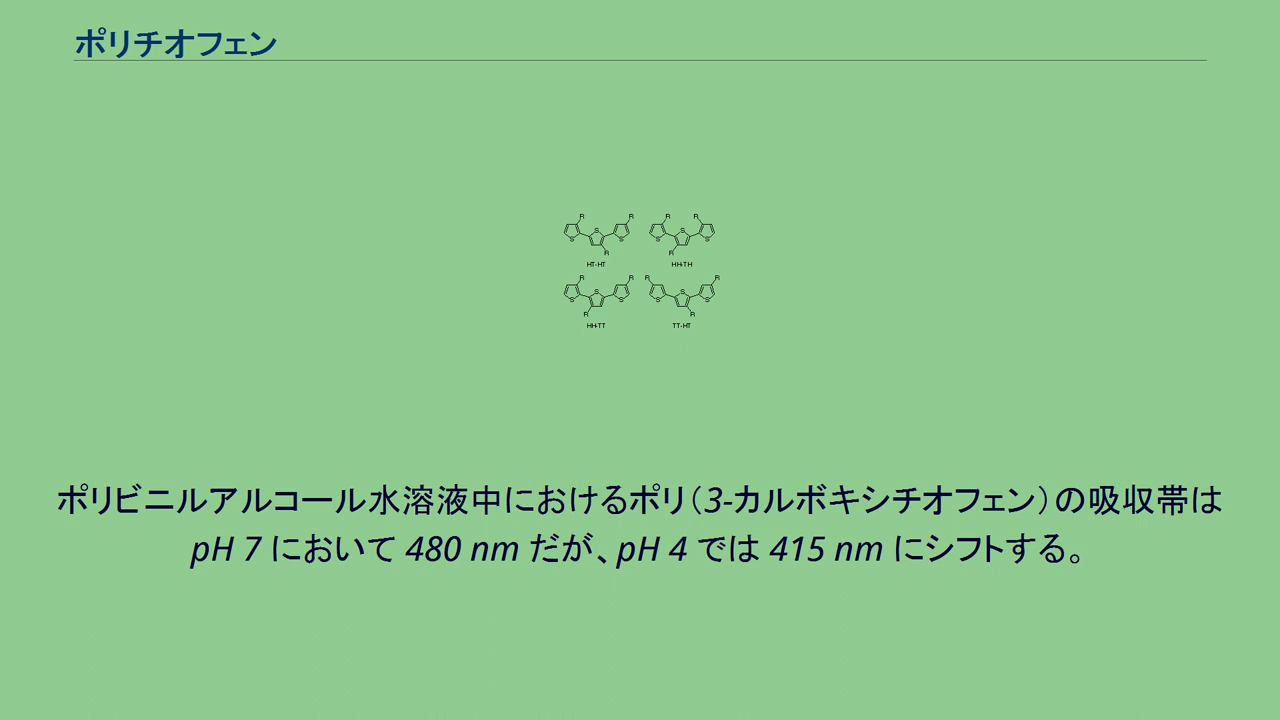 ポリチオフェン
R R R R
S S S S S S
R R
HT-HT HH-TH
R R R R
S S S S S S
R R
HH-TT TT-HT
ポリビニルアルコール水溶液中におけるポリ（3-カルボキシチオフェン）の吸収帯は
pH 7 において 480 nm だが、pH 4 では 415 nm にシフトする。